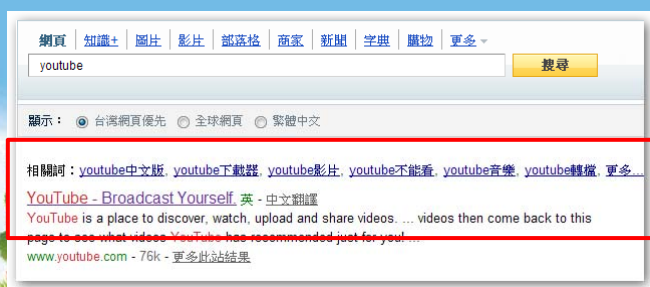 網頁 知識+ 圖片 影片 部落格 商家 新聞 字典 購物 更多
youtube 搜尋
顯示： 台灣網頁優先 全球網頁 繁體中文
相關詞：youtube中文版, youtube下載器, youtube影片, youtube不能看, youtube音樂, youtube轉檔, 更多...
YouTube - Broadcast Yourself. 英 - 中文翻譯
YouTube is a place to discover, watch, upload and share videos. ... videos then come back to this
page to see what videos YouTube has recommended just for you! ...
www.youtube.com - 76k - 更多此站結果